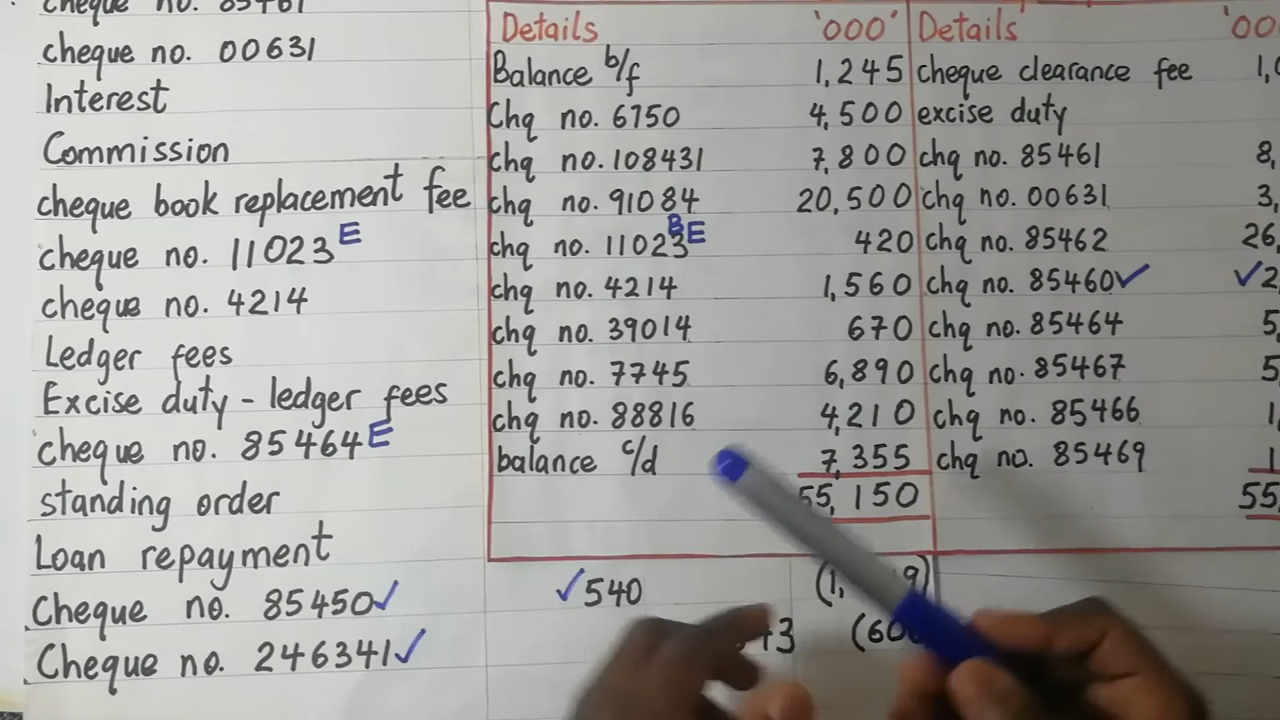 cheque no. 85461
cheque no. 00631
Interest
Commission
cheque book replacement fee
cheque no. 11023 E
cheque no. 4214
Ledger fees
Excise duty - ledger fees
cheque no. 85464 E
standing order
Loan repayment
Cheque no. 85450✓
Cheque no. 246341✓
Details '000' Details
Balance b/f 1,245 cheque clearance fee
Chq no. 6750 4,500 excise duty
chq no. 108431 7,800 chq no. 85461
chq no. 91084 20,500 chq no. 00631
chq no. 11023 BE 420 chq no. 85462
chq no. 4214 1,560 chq no. 85460✓
chq no. 39014 670 chq no. 85464
chq no. 7745 6,890 chq no. 85467
chq no. 88816 4,210 chq no. 85466
balance c/d 7,355 chq no. 85469
55,150
✓540